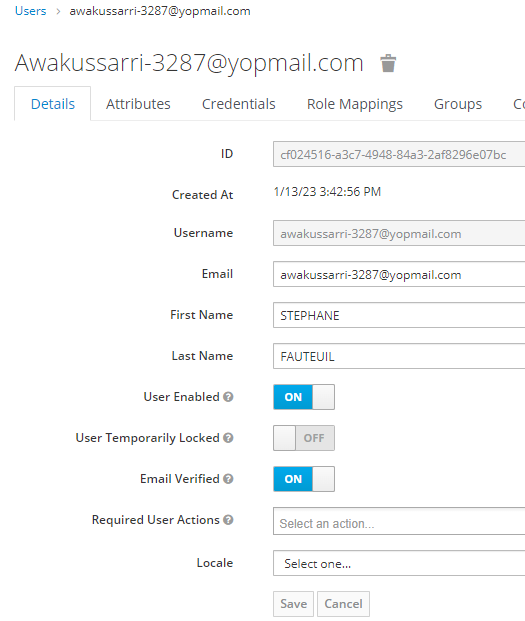 Users > awakussarri-3287@yopmail.com
Awakussarri-3287@yopmail.com
Details Attributes Credentials Role Mappings Groups
ID cf024516-a3c7-4948-84a3-2af8296e07bc
Created At 1/13/23 3:42:56 PM
Username awakussarri-3287@yopmail.com
Email awakussarri-3287@yopmail.com
First Name STEPHANE
Last Name FAUTEUIL
User Enabled ON
User Temporarily Locked OFF
Email Verified ON
Required User Actions Select an action...
Locale Select one...
Save Cancel